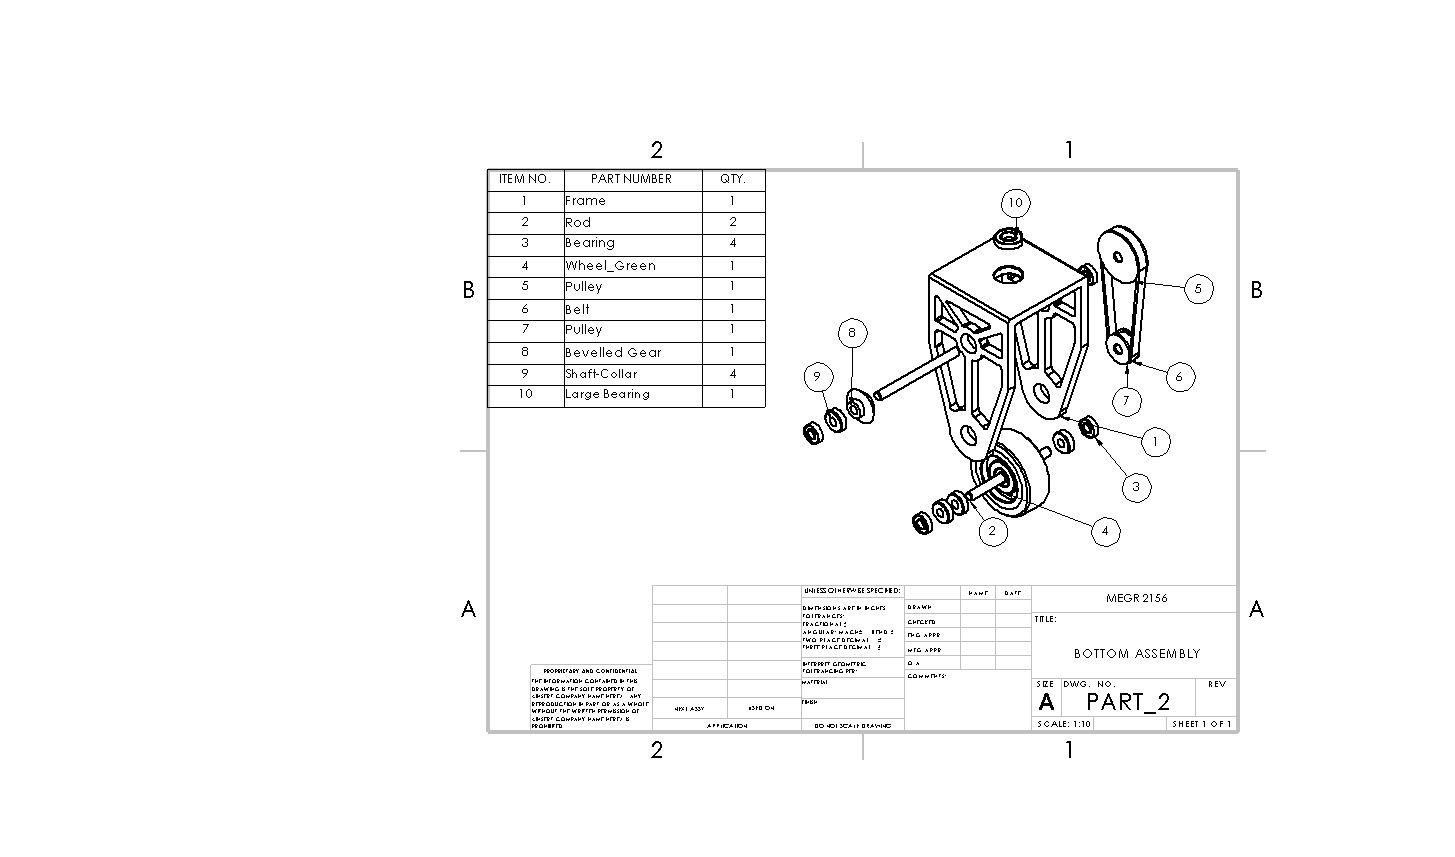 2 1
ITEM NO. PART NUMBER QTY.
1 Frame 1
2 Rod 2
3 Bearing 4
4 Wheel_Green 1
5 Pulley 1
6 Belt 1
7 Pulley 1
8 Bevelled Gear 1
9 Shaft-Collar 4
10 Large Bearing 1
10
B B
5
8
9
6
7
1
3
2
4
A A
UNLESS OTHERWISE SPECIFIED:
DIMENSIONS ARE IN INCHES
TOLERANCES:
FRACTIONAL ±
ANGULAR: MACH ± BEND ±
TWO PLACE DECIMAL ±
THREE PLACE DECIMAL ±
INTERPRET GEOMETRIC
TOLERANCING PER:
MATERIAL
FINISH
DO NOT SCALE DRAWING
NAME DATE
DRAWN
CHECKED
ENG APPR.
MFG APPR.
Q.A.
COMMENTS:
MEGR 2156
TITLE:
BOTTOM ASSEMBLY
SIZE DWG. NO. REV
A PART_2
SCALE: 1:10 SHEET 1 OF 1
PROPRIETARY AND CONFIDENTIAL
THE INFORMATION CONTAINED IN THIS
DRAWING IS THE SOLE PROPERTY OF
<INSERT COMPANY NAME HERE>. ANY
REPRODUCTION IN PART OR AS A WHOLE
WITHOUT THE WRITTEN PERMISSION OF
<INSERT COMPANY NAME HERE> IS
PROHIBITED.
NEXT ASSY USED ON
APPLICATION
2 1